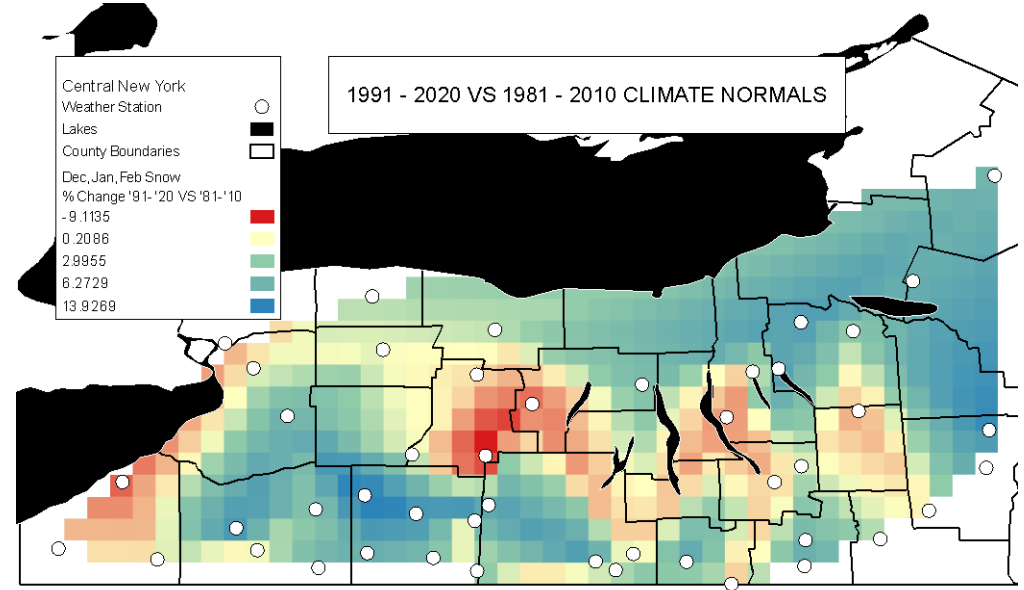 1991 - 2020 VS 1981 - 2010 CLIMATE NORMALS
Central New York
Weather Station
Lakes
County Boundaries
Dec, Jan, Feb Snow
% Change '91-'20 VS '81-'10
-9.1135
0.2086
2.9955
6.2729
13.9269